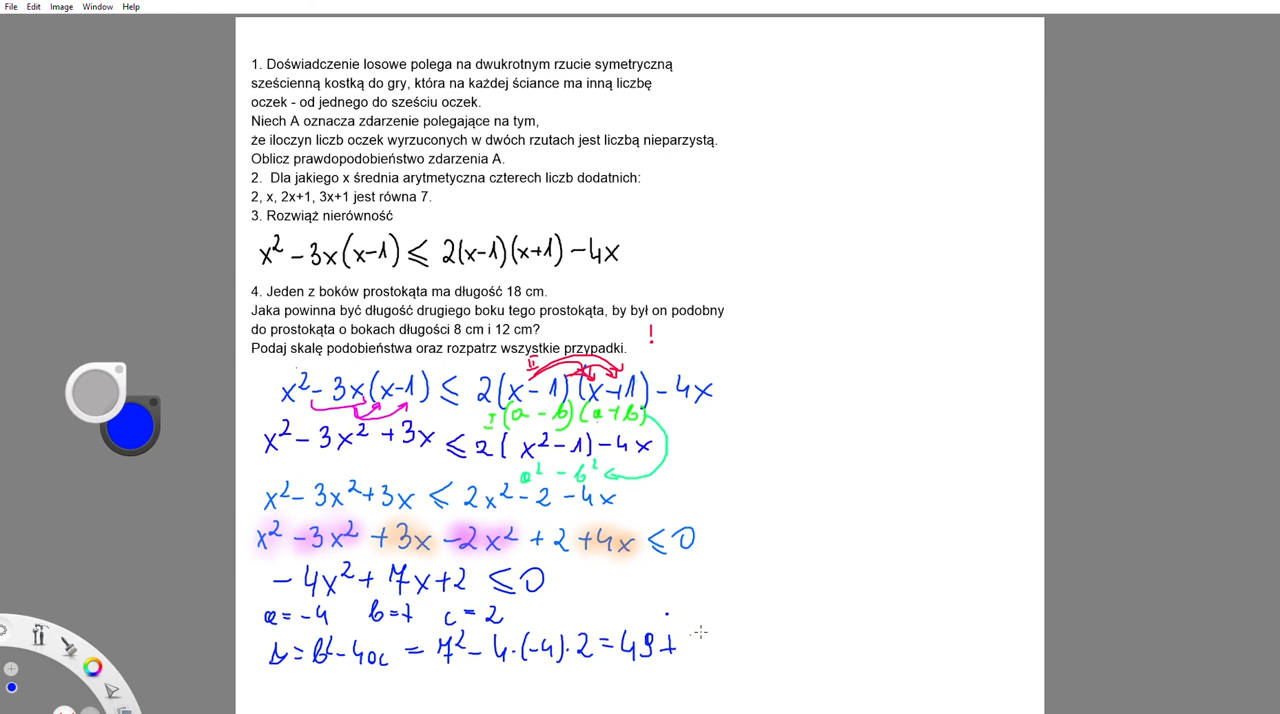 File Edit Image Window Help
1. Doświadczenie losowe polega na dwukrotnym rzucie symetryczną
sześcienną kostką do gry, która na każdej ściance ma inną liczbę
oczek - od jednego do sześciu oczek.
Niech A oznacza zdarzenie polegające na tym,
że iloczyn liczb oczek wyrzuconych w dwóch rzutach jest liczbą nieparzystą.
Oblicz prawdopodobieństwo zdarzenia A.
2. Dla jakiego x średnia arytmetyczna czterech liczb dodatnich:
2, x, 2x+1, 3x+1 jest równa 7.
3. Rozwiąż nierówność
x² - 3x(x-1) ≤ 2(x-1)(x+1) - 4x
4. Jeden z boków prostokąta ma długość 18 cm.
Jaka powinna być długość drugiego boku tego prostokąta, by był on podobny
do prostokąta o bokach długości 8 cm i 12 cm?
!
Podaj skalę podobieństwa oraz rozpatrz wszystkie przypadki.
II
x² - 3x(x-1) ≤ 2(x-1)(x+1) - 4x
I (a-b)(a+b)
x² - 3x² + 3x ≤ 2(x²-1) - 4x
a² - b²
x² - 3x² + 3x ≤ 2x² - 2 - 4x
x² - 3x² + 3x - 2x² + 2 + 4x ≤ 0
- 4x² + 7x + 2 ≤ 0
a = -4 b = 7 c = 2
Δ = b² - 4ac = 7² - 4·(-4)·2 = 49 +